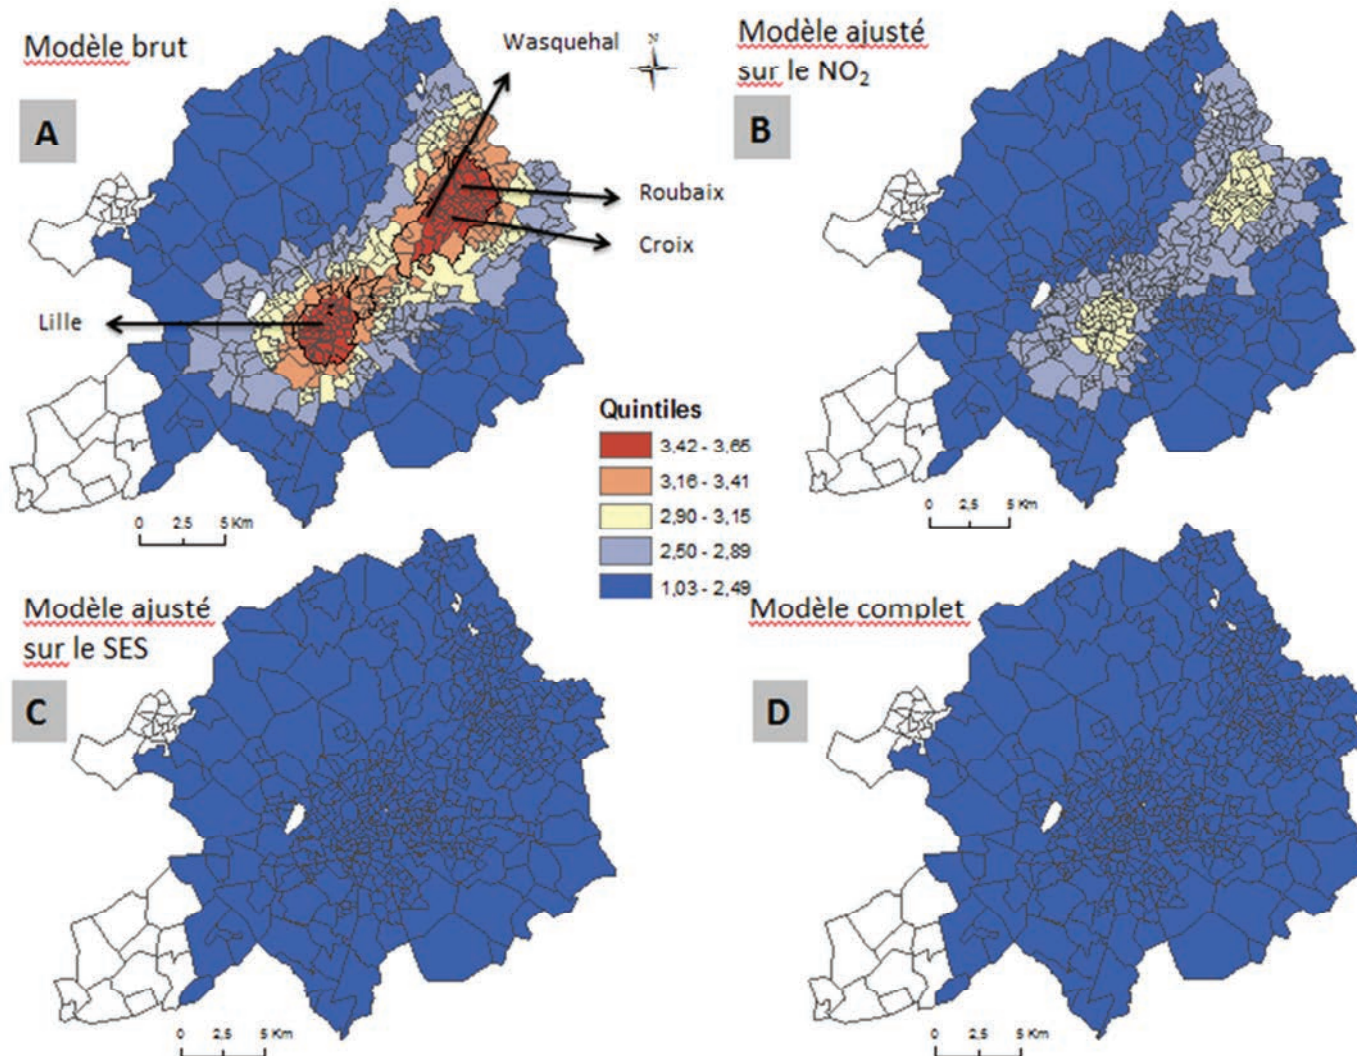 Modèle brut
A
Wasquehal
N
Roubaix
Croix
Lille
0 2.5 5 Km
Modèle ajusté
sur le NO₂
B
0 2.5 5 Km
Quintiles
3,42 - 3,65
3,16 - 3,41
2,90 - 3,15
2,50 - 2,89
1,03 - 2,49
Modèle ajusté
sur le SES
C
0 2.5 5 Km
Modèle complet
D
0 2.5 5 Km